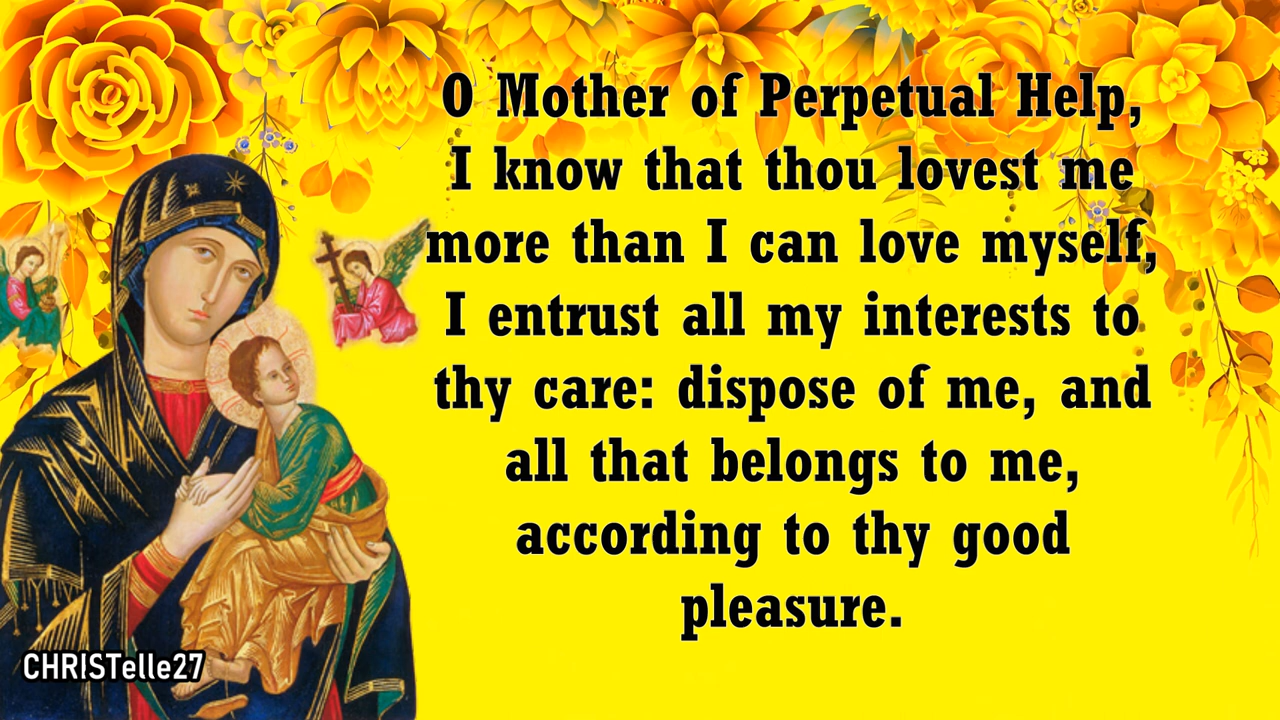 O Mother of Perpetual Help,
I know that thou lovest me
more than I can love myself,
I entrust all my interests to
thy care: dispose of me, and
all that belongs to me,
according to thy good
pleasure.
CHRISTelle27